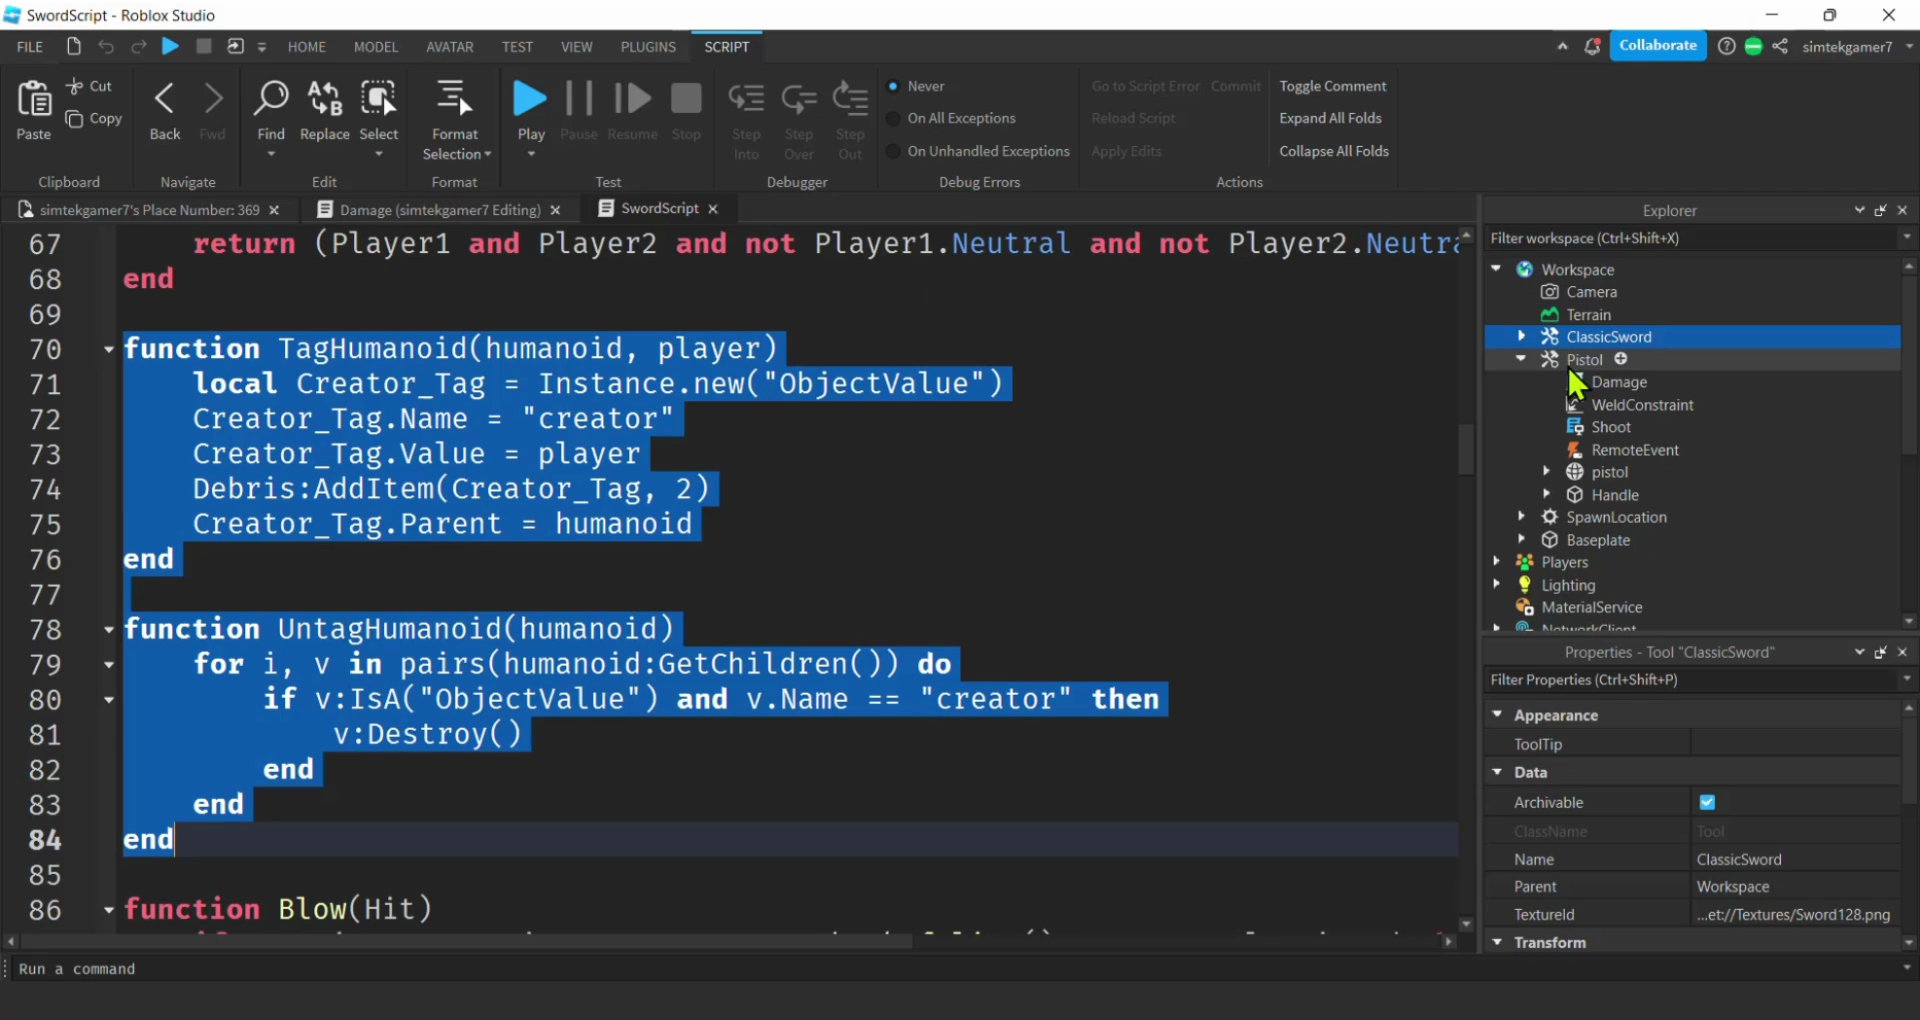 SwordScript - Roblox Studio
FILE HOME MODEL AVATAR TEST VIEW PLUGINS SCRIPT Collaborate simtekgamer7
Paste Cut Copy
Clipboard
Back Fwd
Navigate
Find Replace Select
Edit
Format Selection
Format
Play Pause Resume Stop
Test
Step Into Step Over Step Out
Debugger
Never
On All Exceptions
On Unhandled Exceptions
Debug Errors
Go to Script Error Commit Toggle Comment
Reload Script Expand All Folds
Apply Edits Collapse All Folds
Actions
simtekgamer7's Place Number: 369 Damage (simtekgamer7 Editing) SwordScript
67 return (Player1 and Player2 and not Player1.Neutral and not Player2.Neutra
68 end
69
70 function TagHumanoid(humanoid, player)
71 local Creator_Tag = Instance.new("ObjectValue")
72 Creator_Tag.Name = "creator"
73 Creator_Tag.Value = player
74 Debris:AddItem(Creator_Tag, 2)
75 Creator_Tag.Parent = humanoid
76 end
77
78 function UntagHumanoid(humanoid)
79 for i, v in pairs(humanoid:GetChildren()) do
80 if v:IsA("ObjectValue") and v.Name == "creator" then
81 v:Destroy()
82 end
83 end
84 end
85
86 function Blow(Hit)
Run a command
Explorer
Filter workspace (Ctrl+Shift+X)
Workspace
Camera
Terrain
ClassicSword
Pistol
Damage
WeldConstraint
Shoot
RemoteEvent
pistol
Handle
SpawnLocation
Baseplate
Players
Lighting
MaterialService
NetworkClient
Properties - Tool "ClassicSword"
Filter Properties (Ctrl+Shift+P)
Appearance
ToolTip
Data
Archivable
ClassName Tool
Name ClassicSword
Parent Workspace
TextureId ...et://Textures/Sword128.png
Transform